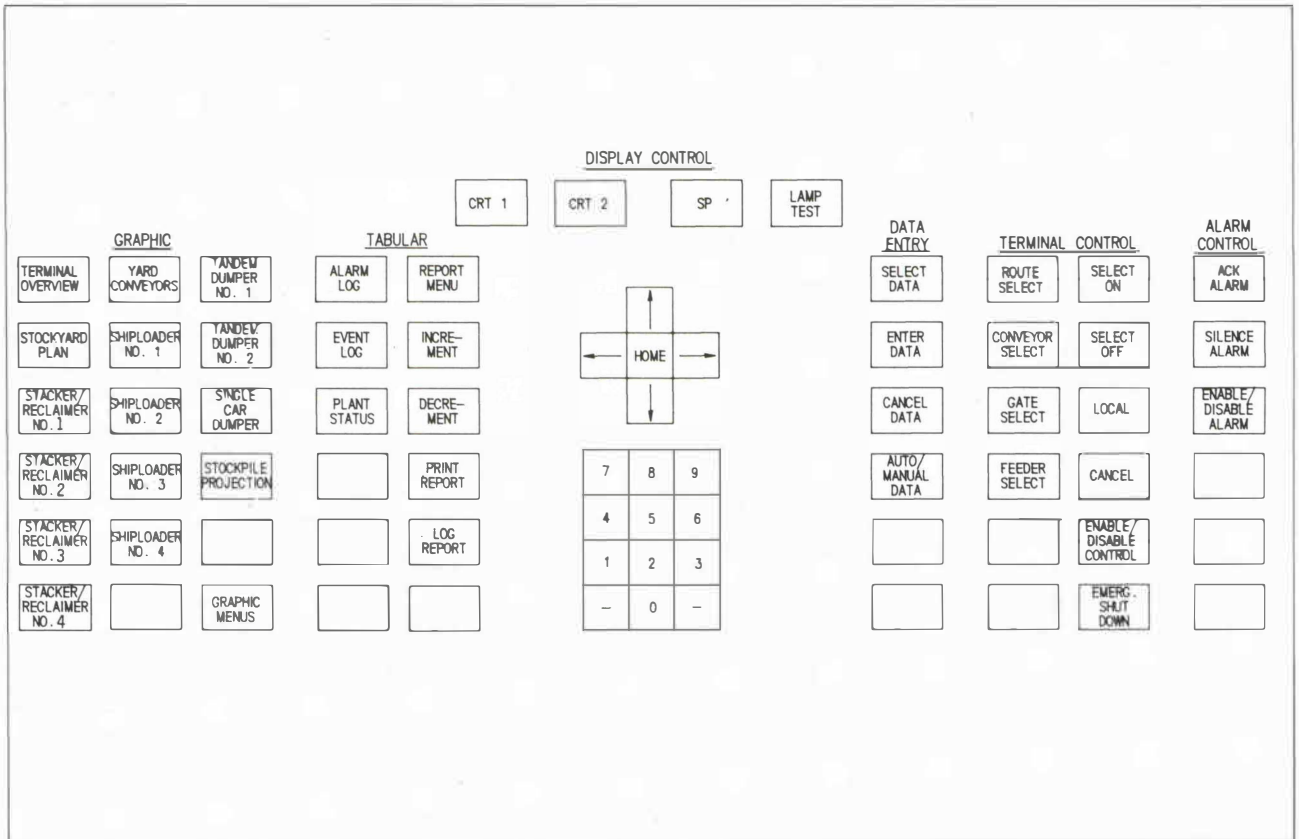 DISPLAY CONTROL
CRT 1
CRT 2
SP
LAMP
TEST
GRAPHIC
TERMINAL
OVERVIEW
YARD
CONVEYORS
TANDEM
DUMPER
NO. 1
STOCKYARD
PLAN
SHIPLOADER
NO. 1
TANDEM
DUMPER
NO. 2
STACKER/
RECLAIMER
NO.1
SHIPLOADER
NO. 2
SINGLE
CAR
DUMPER
STACKER/
RECLAIMER
NO.2
SHIPLOADER
NO. 3
STOCKPILE
PROJECTION
STACKER/
RECLAIMER
NO.3
SHIPLOADER
NO. 4
STACKER/
RECLAIMER
NO.4
GRAPHIC
MENUS
TABULAR
ALARM
LOG
REPORT
MENU
EVENT
LOG
INCRE-
MENT
PLANT
STATUS
DECRE-
MENT
PRINT
REPORT
LOG
REPORT
HOME
7 8 9
4 5 6
1 2 3
- 0 -
DATA
ENTRY
SELECT
DATA
ENTER
DATA
CANCEL
DATA
AUTO/
MANUAL
DATA
TERMINAL CONTROL
ROUTE
SELECT
SELECT
ON
CONVEYOR
SELECT
SELECT
OFF
GATE
SELECT
LOCAL
FEEDER
SELECT
CANCEL
ENABLE/
DISABLE
CONTROL
EMERG.
SHUT
DOWN
ALARM
CONTROL
ACK
ALARM
SILENCE
ALARM
ENABLE/
DISABLE
ALARM